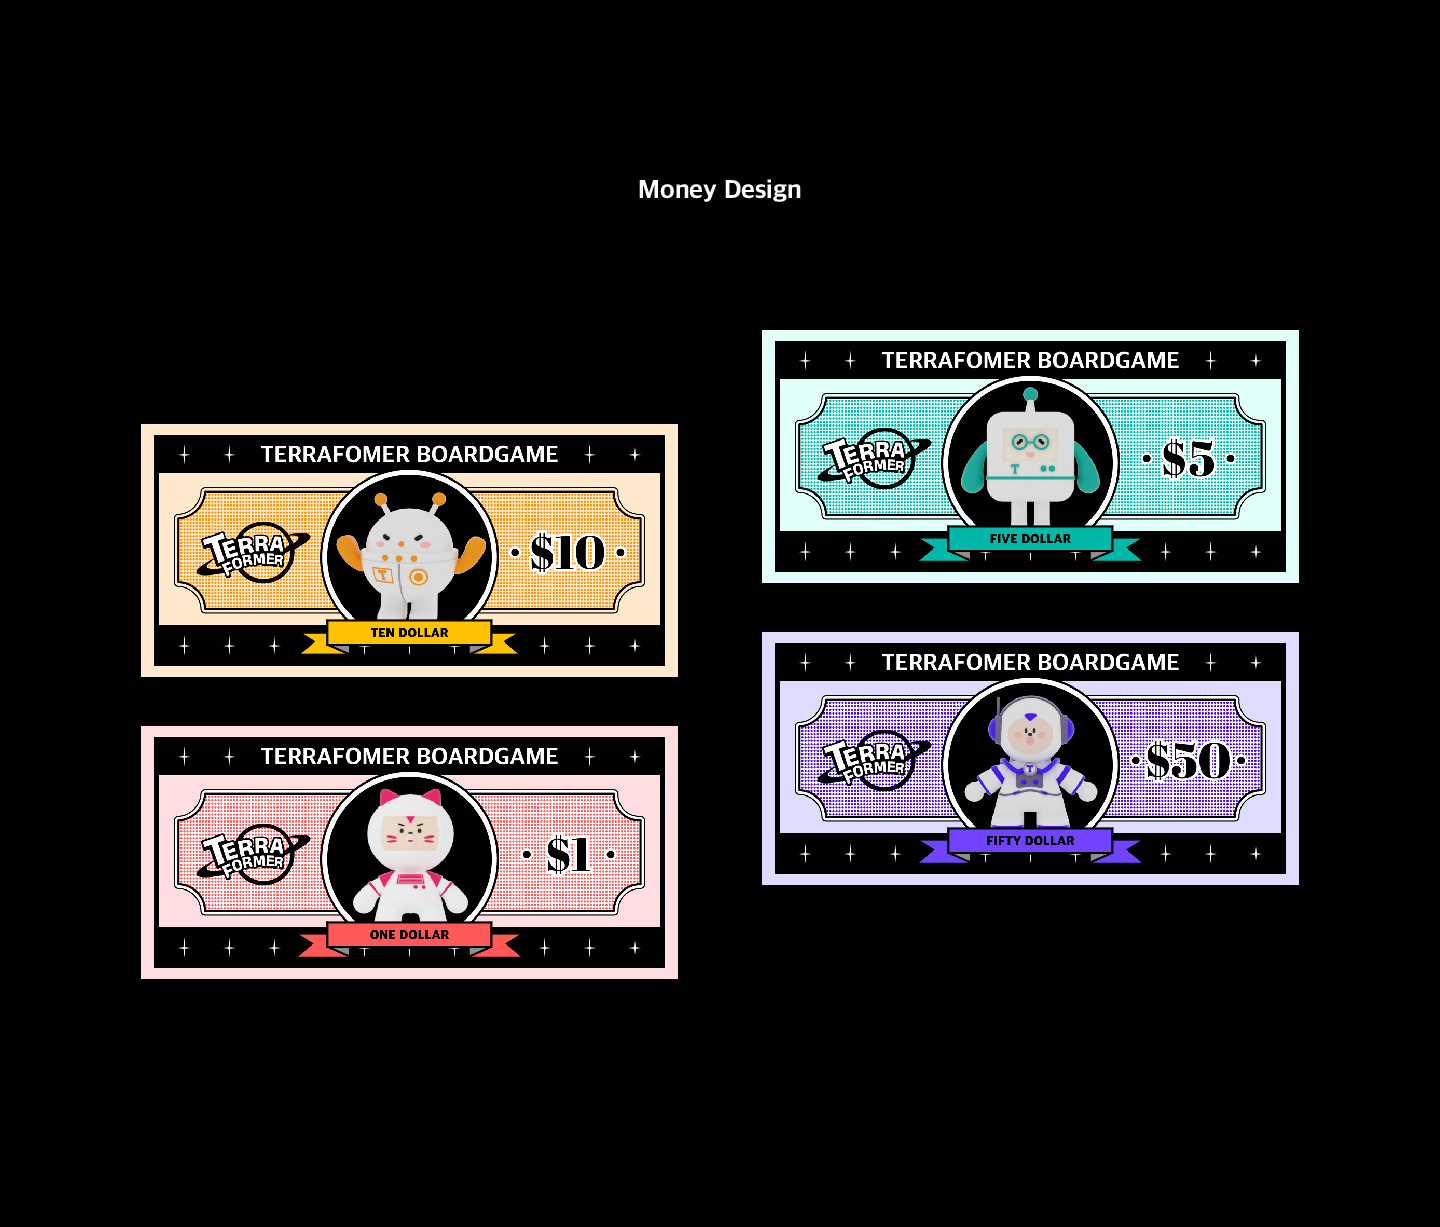 Money Design
TERRAFOMER BOARDGAME
TERRA
FORMER
$10
T
TEN DOLLAR
TERRAFOMER BOARDGAME
TERRA
FORMER
$1
ONE DOLLAR
TERRAFOMER BOARDGAME
TERRA
FORMER
$5
T
FIVE DOLLAR
TERRAFOMER BOARDGAME
TERRA
FORMER
$50
T
FIFTY DOLLAR